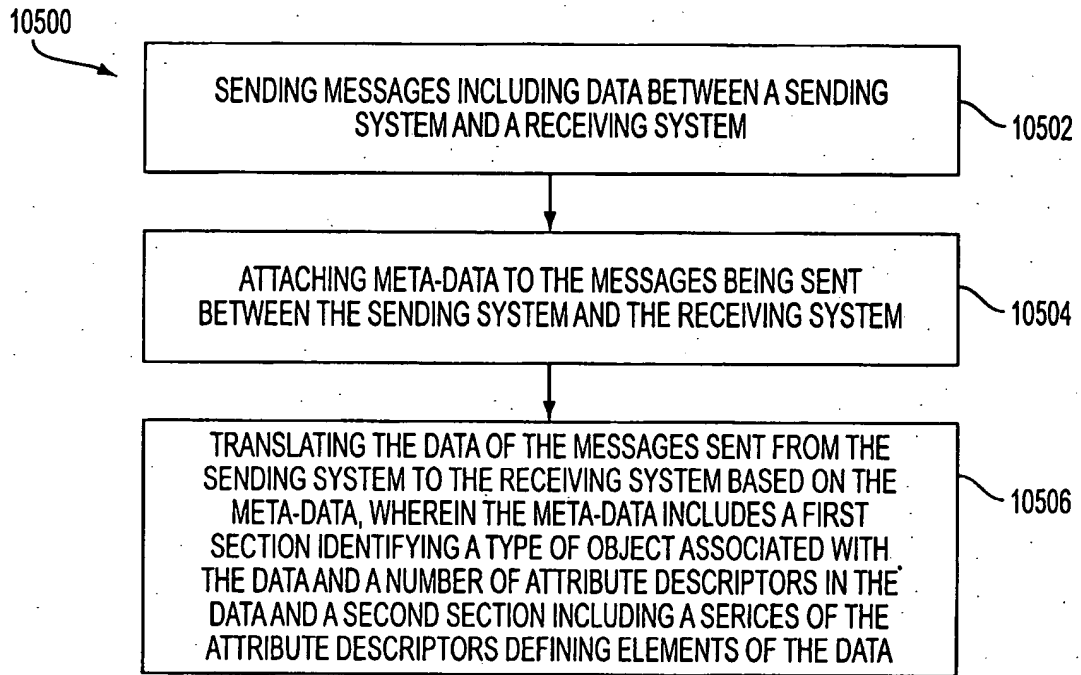 10500
SENDING MESSAGES INCLUDING DATA BETWEEN A SENDING
SYSTEM AND A RECEIVING SYSTEM
10502
ATTACHING META-DATA TO THE MESSAGES BEING SENT
BETWEEN THE SENDING SYSTEM AND THE RECEIVING SYSTEM
10504
TRANSLATING THE DATA OF THE MESSAGES SENT FROM THE
SENDING SYSTEM TO THE RECEIVING SYSTEM BASED ON THE
META-DATA, WHEREIN THE META-DATA INCLUDES A FIRST
SECTION IDENTIFYING A TYPE OF OBJECT ASSOCIATED WITH
THE DATA AND A NUMBER OF ATTRIBUTE DESCRIPTORS IN THE
DATA AND A SECOND SECTION INCLUDING A SERICES OF THE
ATTRIBUTE DESCRIPTORS DEFINING ELEMENTS OF THE DATA
10506